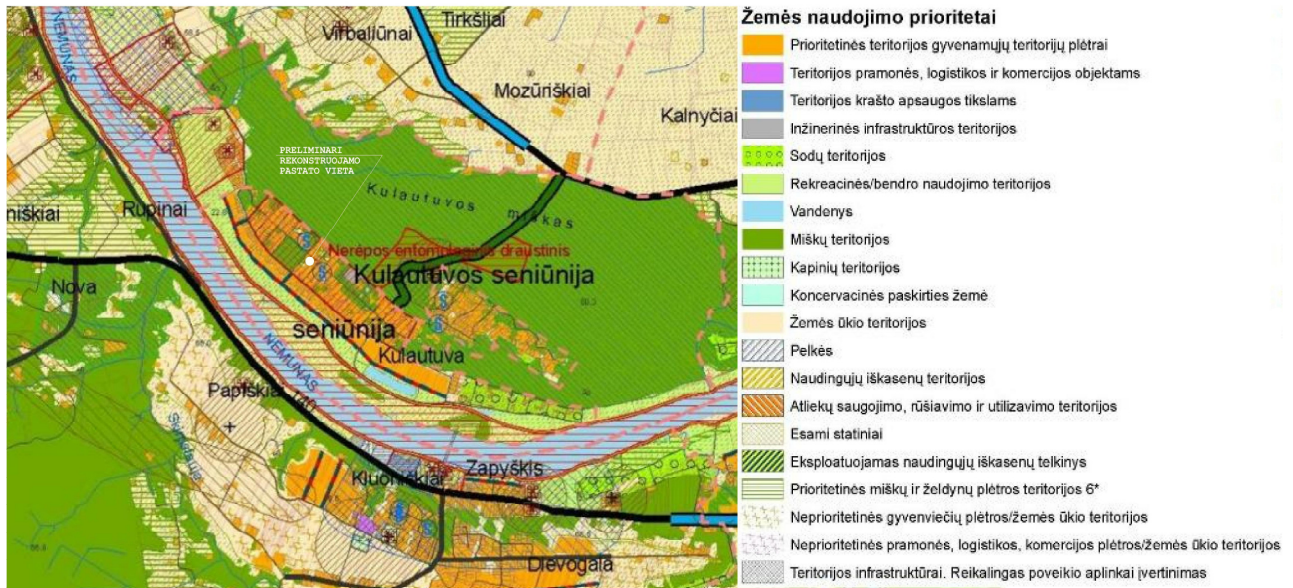 Virbaliūnai
Tirkšliai
Mozūriškiai
Kalnyčiai
NEMUNAS
PRELIMINARI
REKONSTRUOJAMO
PASTATO VIETA
Kulautuvos miškas
niškiai
Rupinai
Nerėpos entomologinis draustinis
Kulautuvos seniūnija
Nova
seniūnija
Kulautuva
NEMUNAS
Papiškiai
140
Zapyškis
Kluoniškiai
Dievogala
Žemės naudojimo prioritetai
Prioritetinės teritorijos gyvenamųjų teritorijų plėtrai
Teritorijos pramonės, logistikos ir komercijos objektams
Teritorijos krašto apsaugos tikslams
Inžinerinės infrastruktūros teritorijos
Sodų teritorijos
Rekreacinės/bendro naudojimo teritorijos
Vandenys
Miškų teritorijos
Kapinių teritorijos
Koncervacinės paskirties žemė
Žemės ūkio teritorijos
Pelkės
Naudingųjų iškasenų teritorijos
Atliekų saugojimo, rūšiavimo ir utilizavimo teritorijos
Esami statiniai
Eksploatuojamas naudingųjų iškasenų telkinys
Prioritetinės miškų ir želdynų plėtros teritorijos 6*
Neprioritetinės gyvenviečių plėtros/žemės ūkio teritorijos
Neprioritetinės pramonės, logistikos, komercijos plėtros/žemės ūkio teritorijos
Teritorijos infrastruktūrai. Reikalingas poveikio aplinkai įvertinimas